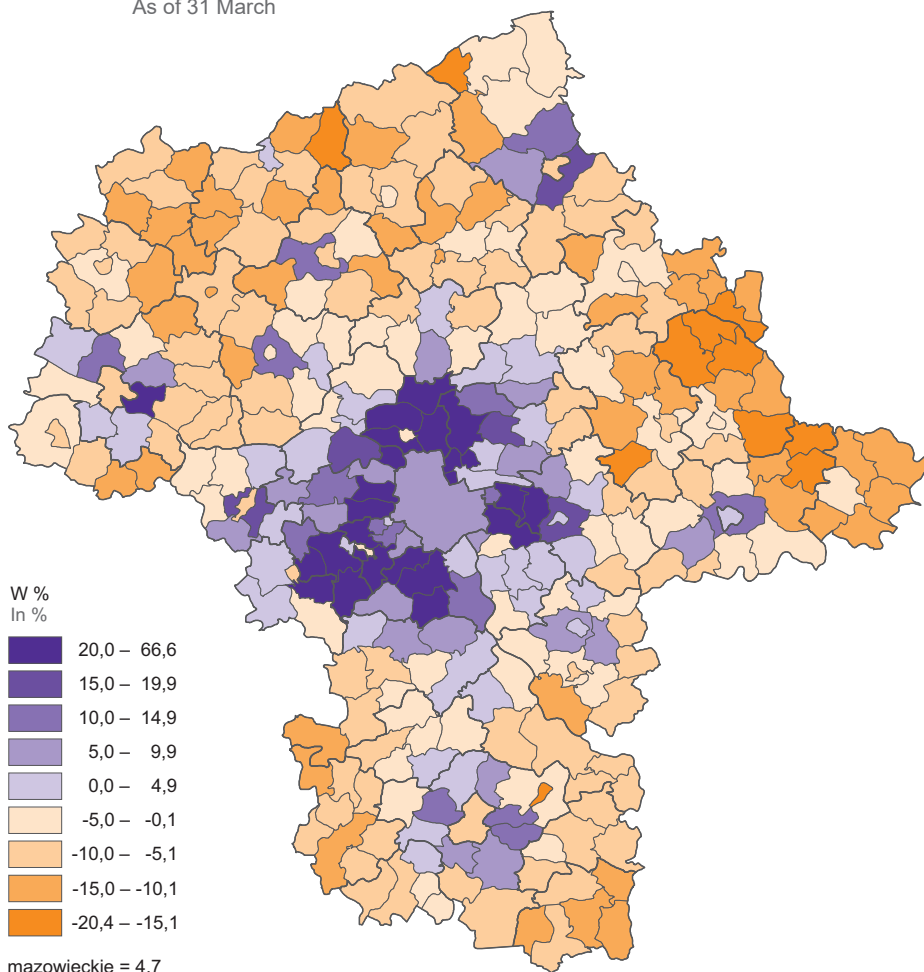 As of 31 March
W %
In %
20,0 – 66,6
15,0 – 19,9
10,0 – 14,9
5,0 – 9,9
0,0 – 4,9
-5,0 – -0,1
-10,0 – -5,1
-15,0 – -10,1
-20,4 – -15,1
mazowieckie = 4,7